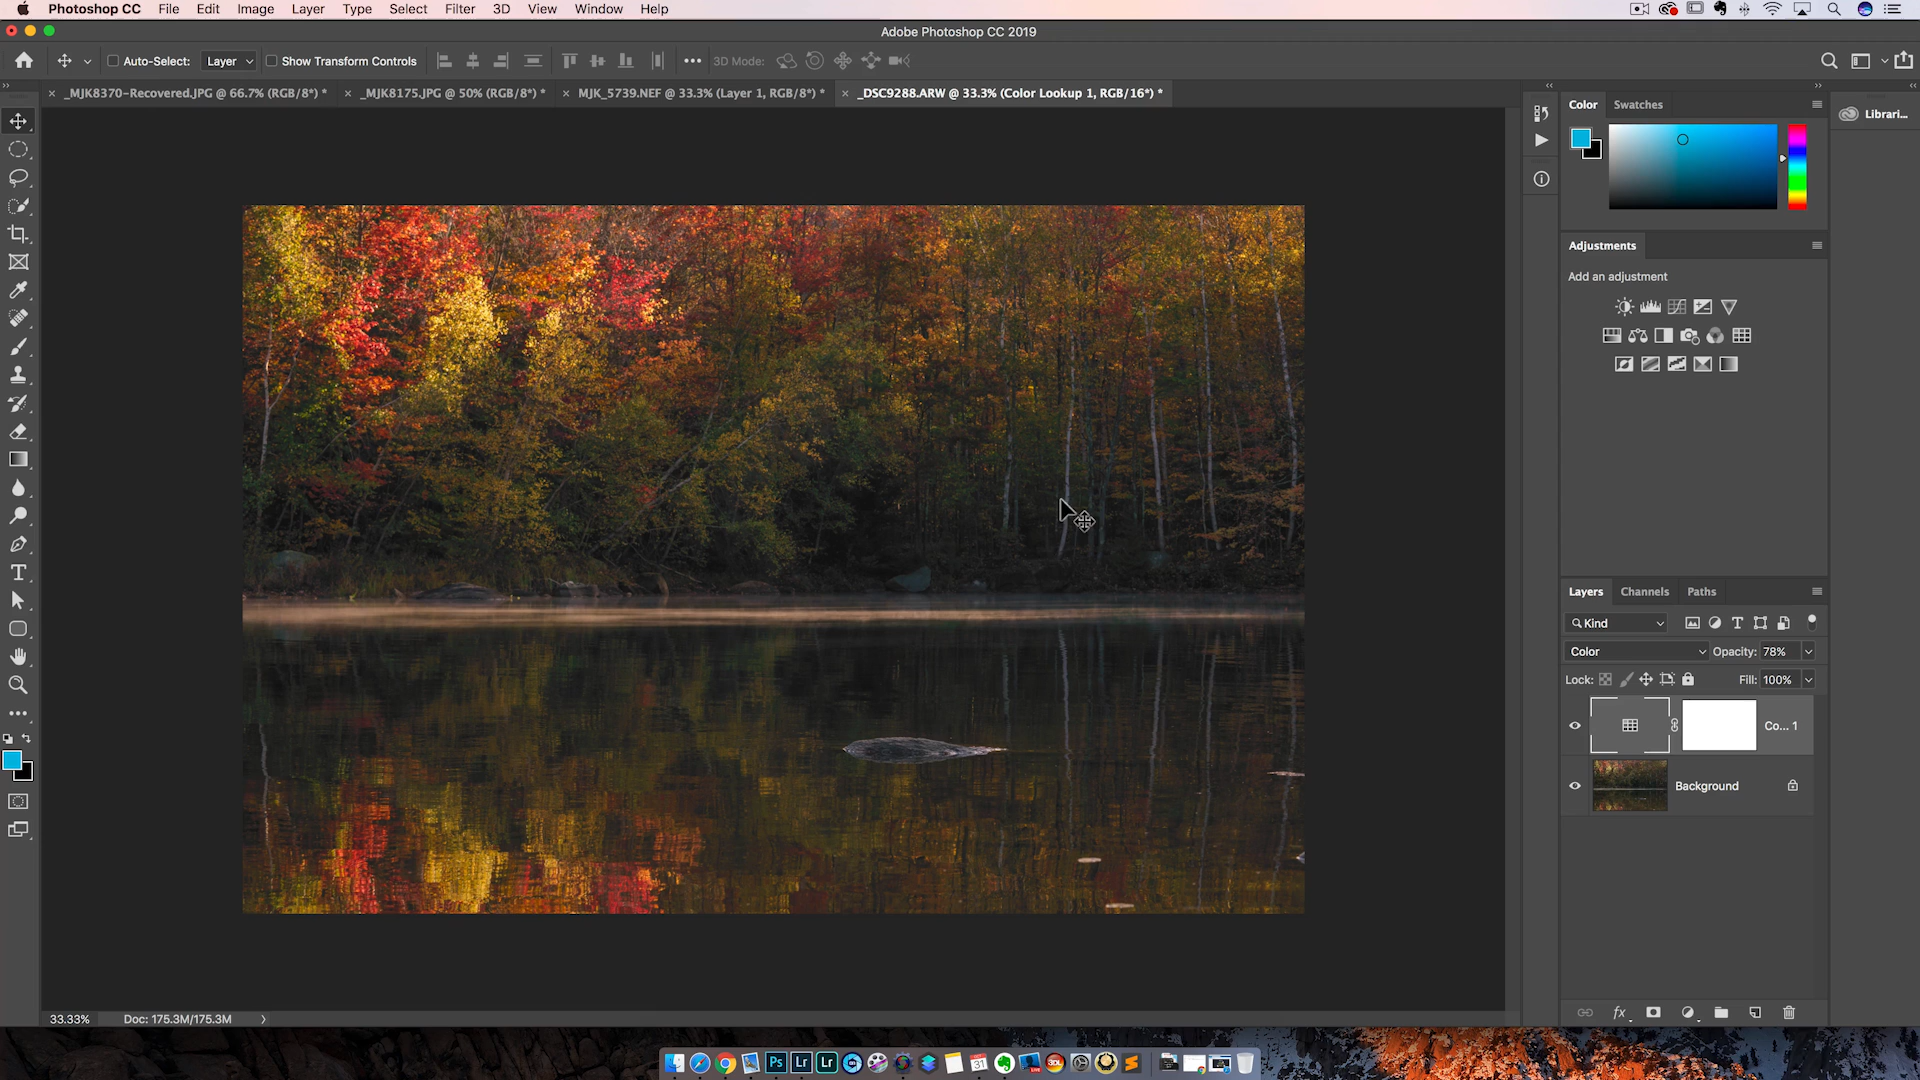 Photoshop CC File Edit Image Layer Type Select Filter 3D View Window Help
Adobe Photoshop CC 2019
Auto-Select: Layer Show Transform Controls 3D Mode:
_MJK8370-Recovered.JPG @ 66.7% (RGB/8*) * _MJK8175.JPG @ 50% (RGB/8*) * MJK_5739.NEF @ 33.3% (Layer 1, RGB/8*) * _DSC9288.ARW @ 33.3% (Color Lookup 1, RGB/16*) *
Color Swatches
Librari...
Adjustments
Add an adjustment
Layers Channels Paths
Kind
Color Opacity: 78%
Lock: Fill: 100%
Co... 1
Background
33.33% Doc: 175.3M/175.3M
Ps Lr Lr 31